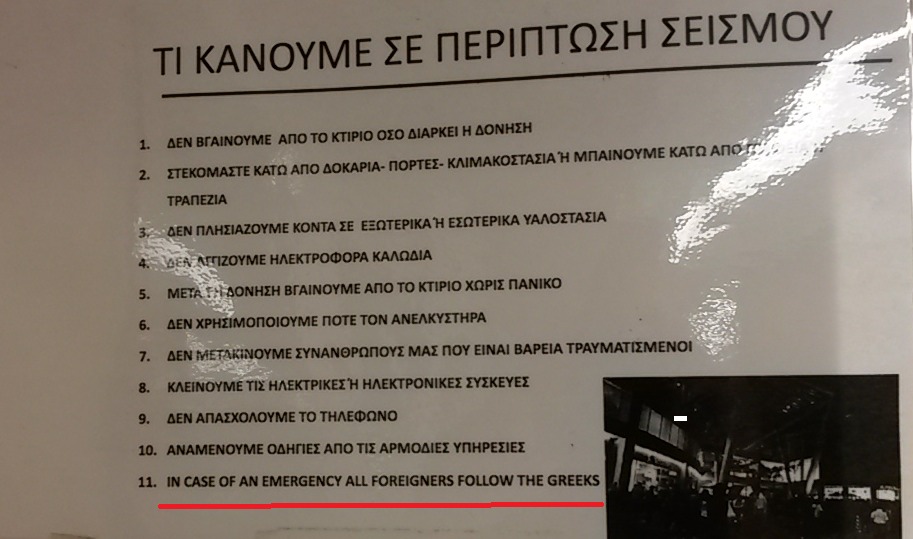 ΤΙ ΚΑΝΟΥΜΕ ΣΕ ΠΕΡΙΠΤΩΣΗ ΣΕΙΣΜΟΥ
1. ΔΕΝ ΒΓΑΙΝΟΥΜΕ ΑΠΟ ΤΟ ΚΤΙΡΙΟ ΟΣΟ ΔΙΑΡΚΕΙ Η ΔΟΝΗΣΗ
2. ΣΤΕΚΟΜΑΣΤΕ ΚΑΤΩ ΑΠΟ ΔΟΚΑΡΙΑ- ΠΟΡΤΕΣ- ΚΛΙΜΑΚΟΣΤΑΣΙΑ Ή ΜΠΑΙΝΟΥΜΕ ΚΑΤΩ ΑΠΟ
ΤΡΑΠΕΖΙΑ
3. ΔΕΝ ΠΛΗΣΙΑΖΟΥΜΕ ΚΟΝΤΑ ΣΕ ΕΞΩΤΕΡΙΚΑ Ή ΕΣΩΤΕΡΙΚΑ ΥΑΛΟΣΤΑΣΙΑ
4. ΔΕΝ ΑΓΓΙΖΟΥΜΕ ΗΛΕΚΤΡΟΦΟΡΑ ΚΑΛΩΔΙΑ
5. ΜΕΤΑ ΤΗ ΔΟΝΗΣΗ ΒΓΑΙΝΟΥΜΕ ΑΠΟ ΤΟ ΚΤΙΡΙΟ ΧΩΡΙΣ ΠΑΝΙΚΟ
6. ΔΕΝ ΧΡΗΣΙΜΟΠΟΙΟΥΜΕ ΠΟΤΕ ΤΟΝ ΑΝΕΛΚΥΣΤΗΡΑ
7. ΔΕΝ ΜΕΤΑΚΙΝΟΥΜΕ ΣΥΝΑΝΘΡΩΠΟΥΣ ΜΑΣ ΠΟΥ ΕΙΝΑΙ ΒΑΡΕΙΑ ΤΡΑΥΜΑΤΙΣΜΕΝΟΙ
8. ΚΛΕΙΝΟΥΜΕ ΤΙΣ ΗΛΕΚΤΡΙΚΕΣ Ή ΗΛΕΚΤΡΟΝΙΚΕΣ ΣΥΣΚΕΥΕΣ
9. ΔΕΝ ΑΠΑΣΧΟΛΟΥΜΕ ΤΟ ΤΗΛΕΦΩΝΟ
10. ΑΝΑΜΕΝΟΥΜΕ ΟΔΗΓΙΕΣ ΑΠΟ ΤΙΣ ΑΡΜΟΔΙΕΣ ΥΠΗΡΕΣΙΕΣ
11. IN CASE OF AN EMERGENCY ALL FOREIGNERS FOLLOW THE GREEKS